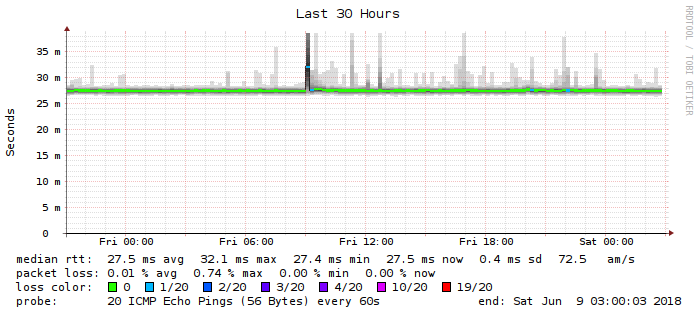 Last 30 Hours
RRDTOOL / TOBI OETIKER
Seconds
35 m
30 m
25 m
20 m
15 m
10 m
5 m
0
Fri 00:00 Fri 06:00 Fri 12:00 Fri 18:00 Sat 00:00
median rtt: 27.5 ms avg 32.1 ms max 27.4 ms min 27.5 ms now 0.4 ms sd 72.5 am/s
packet loss: 0.01 % avg 0.74 % max 0.00 % min 0.00 % now
loss color: 0 1/20 2/20 3/20 4/20 10/20 19/20
probe: 20 ICMP Echo Pings (56 Bytes) every 60s end: Sat Jun 9 03:00:03 2018